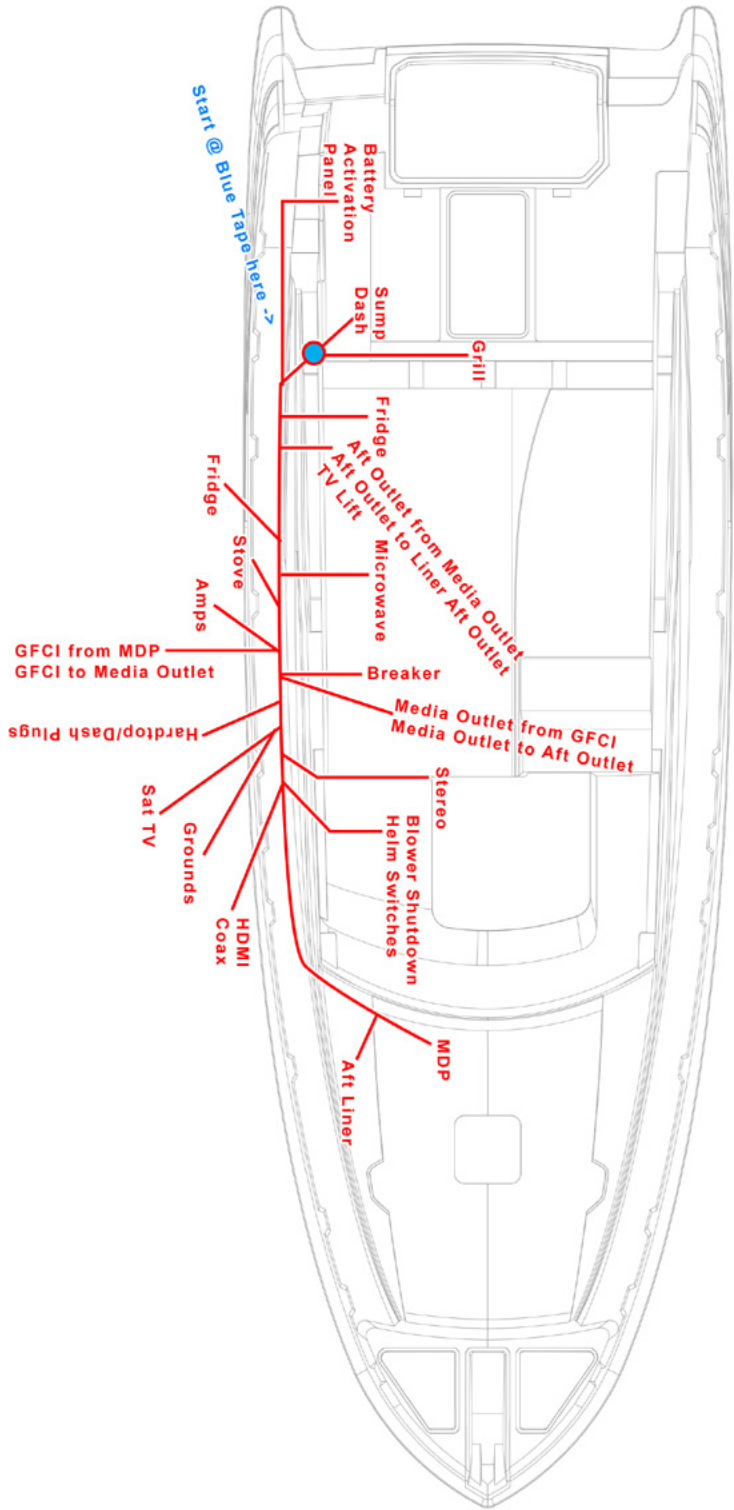 Start @ Blue Tape here ->
Battery
Activation
Panel
Sump
Dash
Grill
Fridge
Aft Outlet from Media Outlet
Aft Outlet to Liner Aft Outlet
TV Lift
Fridge
Microwave
Stove
Amps
GFCI from MDP
GFCI to Media Outlet
Breaker
Media Outlet from GFCI
Media Outlet to Aft Outlet
Hardtop/Dash Plugs
Sat TV
Grounds
Stereo
Blower Shutdown
Helm Switches
HDMI
Coax
MDP
Aft Liner